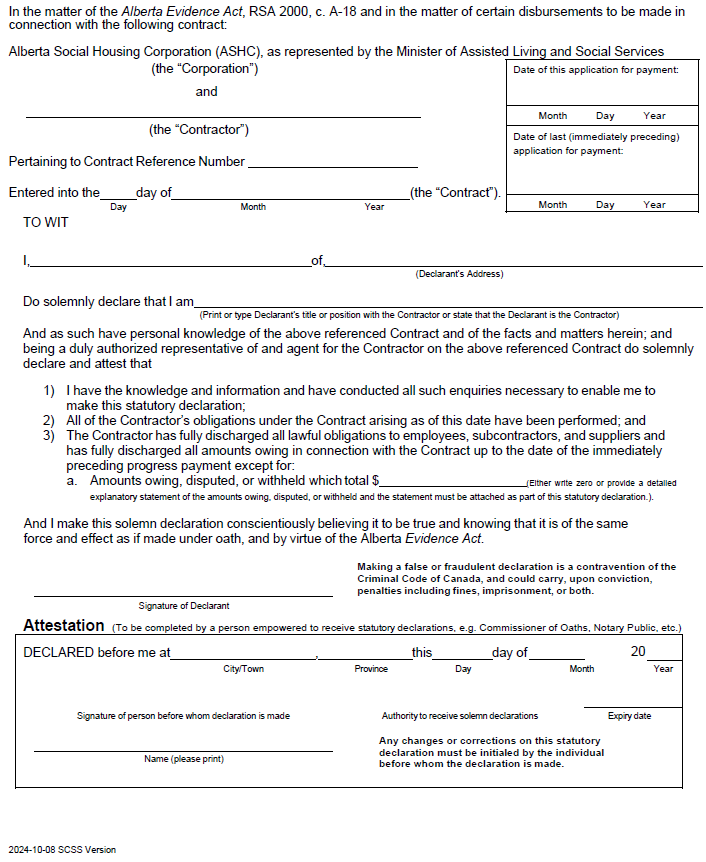 In the matter of the Alberta Evidence Act, RSA 2000, c. A-18 and in the matter of certain disbursements to be made in
connection with the following contract:
Alberta Social Housing Corporation (ASHC), as represented by the Minister of Assisted Living and Social Services
(the “Corporation”)
and
(the “Contractor”)
Date of this application for payment:
Month Day Year
Date of last (immediately preceding)
application for payment:
Month Day Year
Pertaining to Contract Reference Number
Entered into the day of (the “Contract”).
Day Month Year
TO WIT
I, of,
(Declarant's Address)
Do solemnly declare that I am
(Print or type Declarant's title or position with the Contractor or state that the Declarant is the Contractor)
And as such have personal knowledge of the above referenced Contract and of the facts and matters herein; and
being a duly authorized representative of and agent for the Contractor on the above referenced Contract do solemnly
declare and attest that
1) I have the knowledge and information and have conducted all such enquiries necessary to enable me to
make this statutory declaration;
2) All of the Contractor's obligations under the Contract arising as of this date have been performed; and
3) The Contractor has fully discharged all lawful obligations to employees, subcontractors, and suppliers and
has fully discharged all amounts owing in connection with the Contract up to the date of the immediately
preceding progress payment except for:
a. Amounts owing, disputed, or withheld which total $ (Either write zero or provide a detailed
explanatory statement of the amounts owing, disputed, or withheld and the statement must be attached as part of this statutory declaration.).
And I make this solemn declaration conscientiously believing it to be true and knowing that it is of the same
force and effect as if made under oath, and by virtue of the Alberta Evidence Act.
Making a false or fraudulent declaration is a contravention of the
Criminal Code of Canada, and could carry, upon conviction,
penalties including fines, imprisonment, or both.
Signature of Declarant
Attestation (To be completed by a person empowered to receive statutory declarations, e.g. Commissioner of Oaths, Notary Public, etc.)
DECLARED before me at , this day of 20
City/Town Province Day Month Year
Signature of person before whom declaration is made Authority to receive solemn declarations Expiry date
Any changes or corrections on this statutory
declaration must be initialed by the individual
before whom the declaration is made.
Name (please print)
2024-10-08 SCSS Version